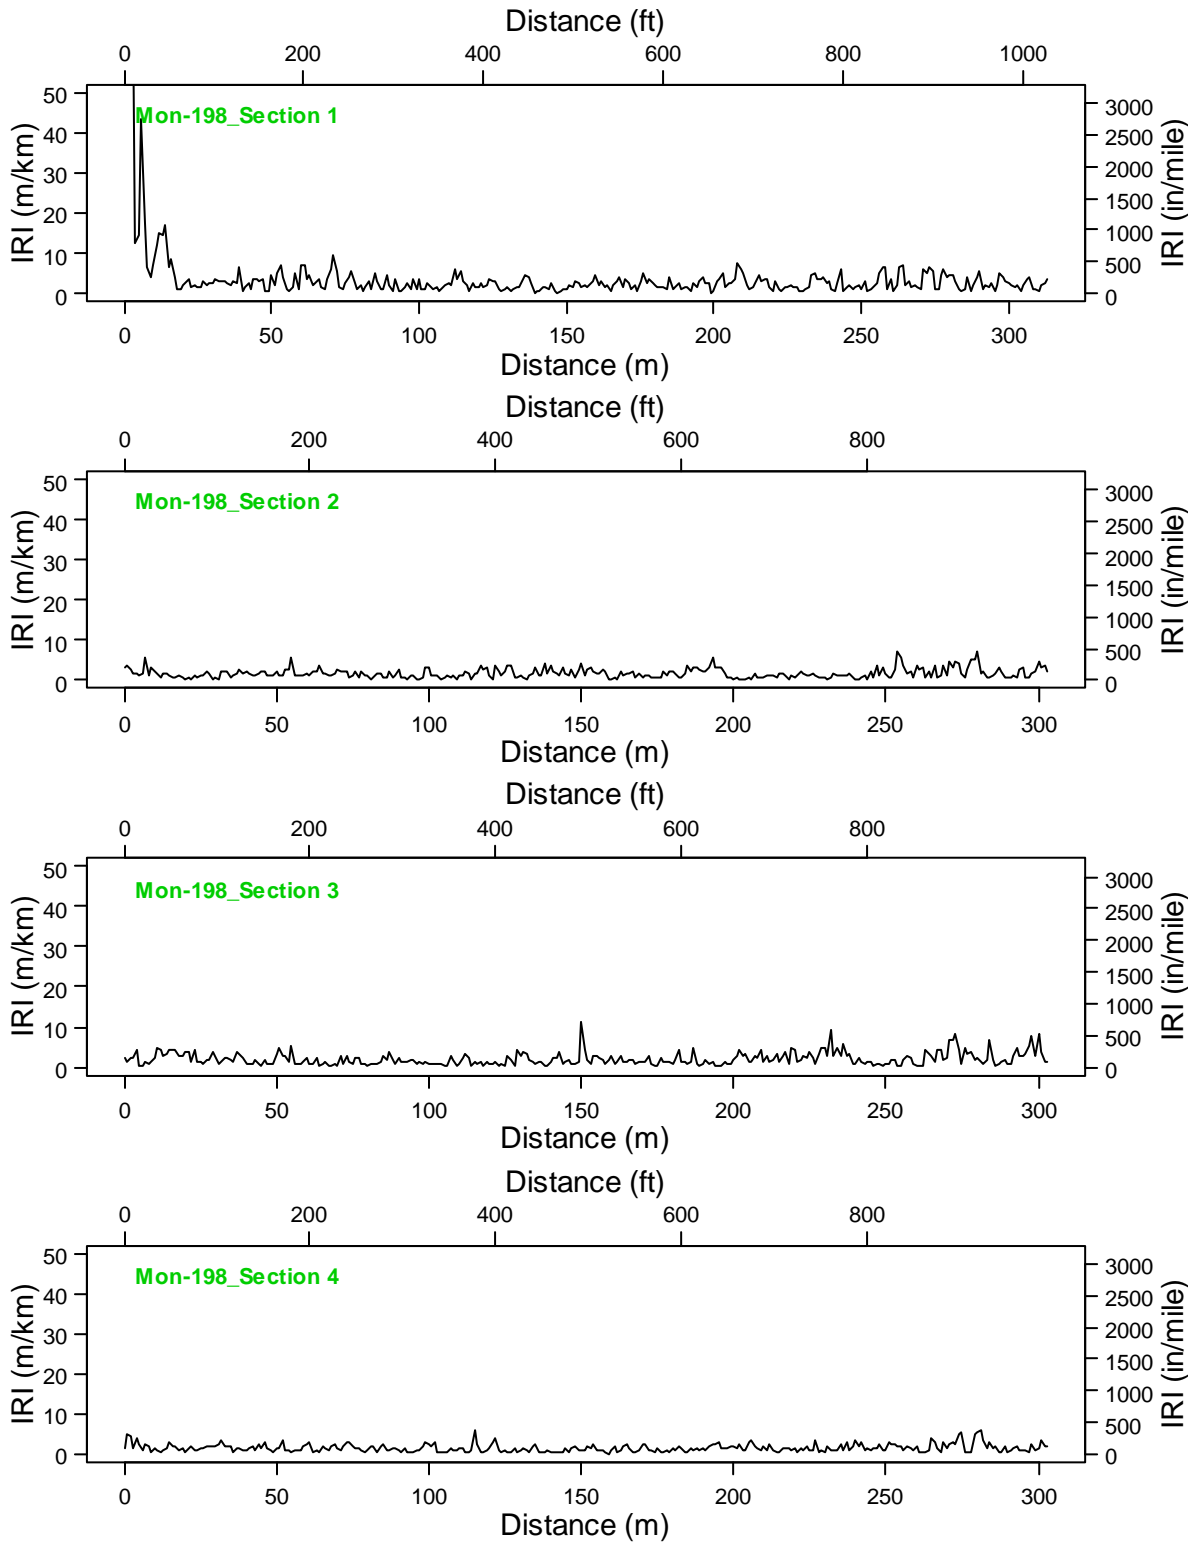 Distance (ft)
0 200 400 600 800 1000
Mon-198_Section 1
IRI (m/km)
50
40
30
20
10
0
IRI (in/mile)
3000
2500
2000
1500
1000
500
0
0 50 100 150 200 250 300
Distance (m)
Distance (ft)
0 200 400 600 800
Mon-198_Section 2
IRI (m/km)
50
40
30
20
10
0
IRI (in/mile)
3000
2500
2000
1500
1000
500
0
0 50 100 150 200 250 300
Distance (m)
Distance (ft)
0 200 400 600 800
Mon-198_Section 3
IRI (m/km)
50
40
30
20
10
0
IRI (in/mile)
3000
2500
2000
1500
1000
500
0
0 50 100 150 200 250 300
Distance (m)
Distance (ft)
0 200 400 600 800
Mon-198_Section 4
IRI (m/km)
50
40
30
20
10
0
IRI (in/mile)
3000
2500
2000
1500
1000
500
0
0 50 100 150 200 250 300
Distance (m)